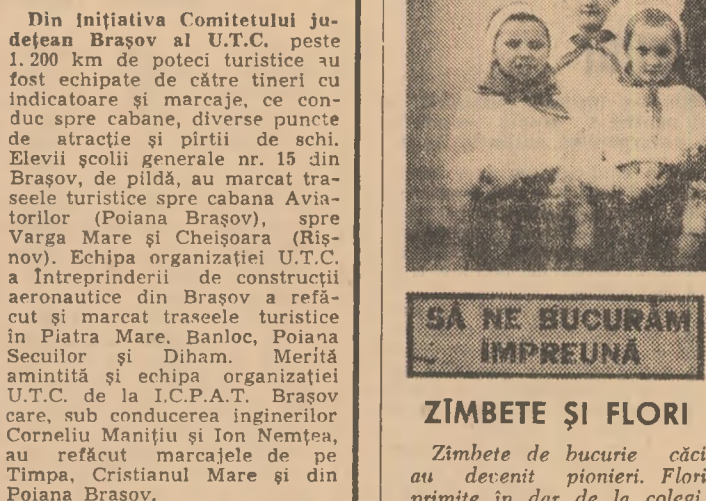 Din inițiativa Comitetului ju-
dețean Brașov al U.T.C. peste
1.200 km de poteci turistice au
fost echipate de către tineri cu
indicatoare și marcaje, ce con-
duc spre cabane, diverse puncte
de atracție și pîrtii de schi.
Elevii școlii generale nr. 15 din
Brașov, de pildă, au marcat tra-
seele turistice spre cabana Avia-
torilor (Poiana Brașov), spre
Varga Mare și Cheișoara (Rîș-
nov). Echipa organizației U.T.C.
a Întreprinderii de construcții
aeronautice din Brașov a refă-
cut și marcat traseele turistice
în Piatra Mare, Banloc, Poiana
Secuilor și Diham. Merită
amintită și echipa organizației
U.T.C. de la I.C.P.A.T. Brașov
care, sub conducerea inginerilor
Corneliu Manițiu și Ion Nemțea,
au refăcut marcajele de pe
Timpa, Cristianul Mare și din
Poiana Brașov.
SĂ NE BUCURĂM
ÎMPREUNĂ
ZÎMBETE ȘI FLORI
Zîmbete de bucurie căci
au devenit pionieri. Flori
primite în dar de la colegi